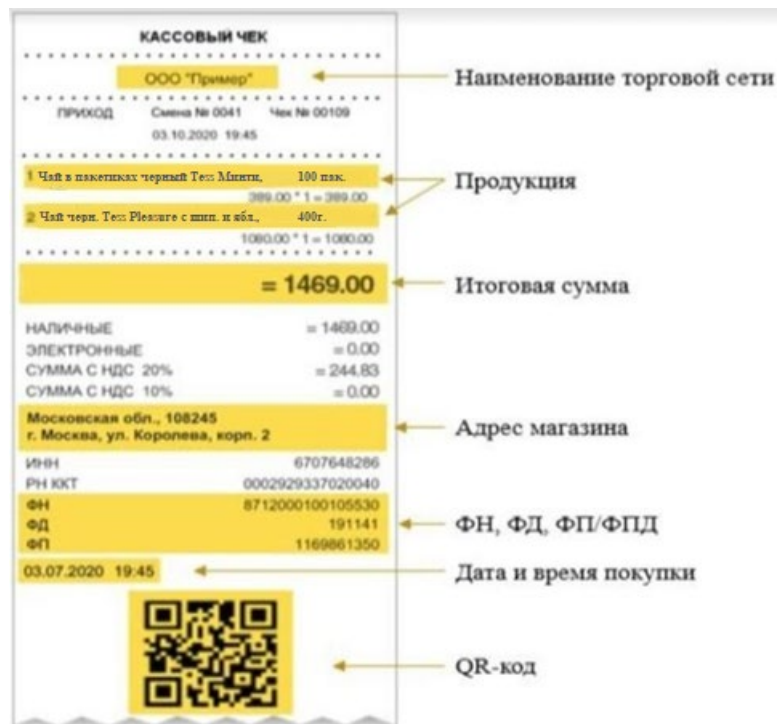 КАССОВЫЙ ЧЕК
ООО "Пример"
Наименование торговой сети
ПРИХОД Смена № 0041 Чек № 00109
03.10.2020 19:45
1 Чай в пакетиках черный Tess Минти, 100 пак.
389.00 * 1 = 389.00
Продукция
2 Чай черн. Tess Pleasure с шип. и ябл., 400г.
1080.00 * 1 = 1080.00
= 1469.00
Итоговая сумма
НАЛИЧНЫЕ = 1469.00
ЭЛЕКТРОННЫЕ = 0.00
СУММА С НДС 20% = 244.83
СУММА С НДС 10% = 0.00
Московская обл., 108245
г. Москва, ул. Королева, корп. 2
Адрес магазина
ИНН 6707648286
РН ККТ 0002929337020040
ФН 8712000100105530
ФД 191141
ФП 1169861350
ФН, ФД, ФП/ФПД
03.07.2020 19:45
Дата и время покупки
QR-код